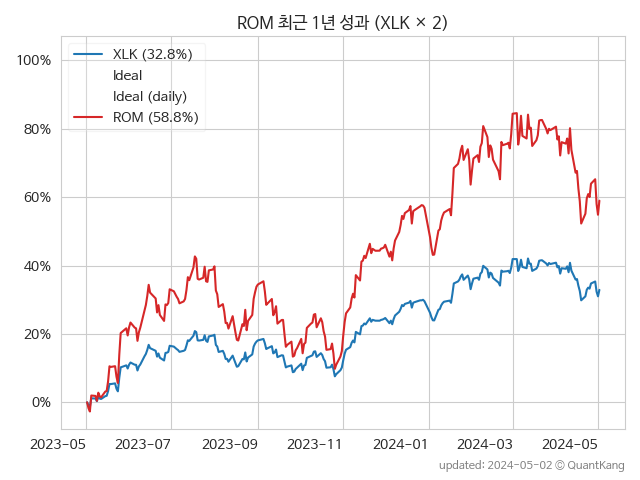 ROM 최근 1년 성과 (XLK × 2)
XLK (32.8%)
Ideal
Ideal (daily)
ROM (58.8%)
100%
80%
60%
40%
20%
0%
2023-05 2023-07 2023-09 2023-11 2024-01 2024-03 2024-05
updated: 2024-05-02 © QuantKang